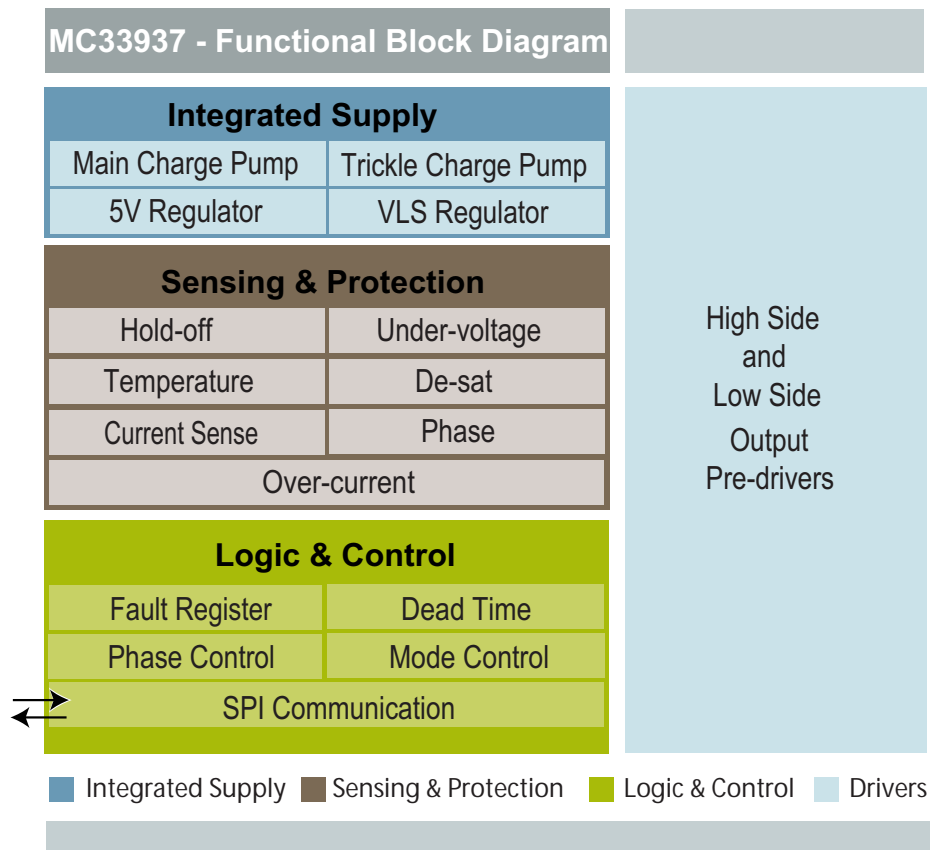 MC33937 - Functional Block Diagram
Integrated Supply
Main Charge Pump
Trickle Charge Pump
5V Regulator
VLS Regulator
Sensing & Protection
Hold-off
Under-voltage
Temperature
De-sat
Current Sense
Phase
Over-current
Logic & Control
Fault Register
Dead Time
Phase Control
Mode Control
SPI Communication
High Side
and
Low Side
Output
Pre-drivers
Integrated Supply
Sensing & Protection
Logic & Control
Drivers